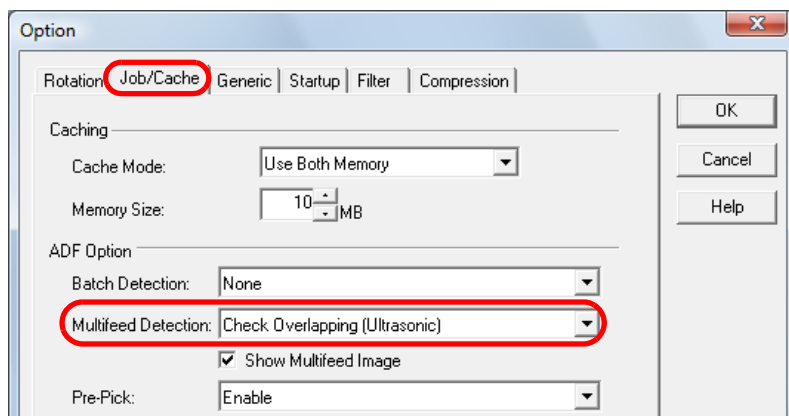 Option
Rotation Job/Cache Generic Startup Filter Compression
OK
Caching
Cache Mode: Use Both Memory
Cancel
Memory Size: 10 MB
Help
ADF Option
Batch Detection: None
Multifeed Detection: Check Overlapping (Ultrasonic)
Show Multifeed Image
Pre-Pick: Enable